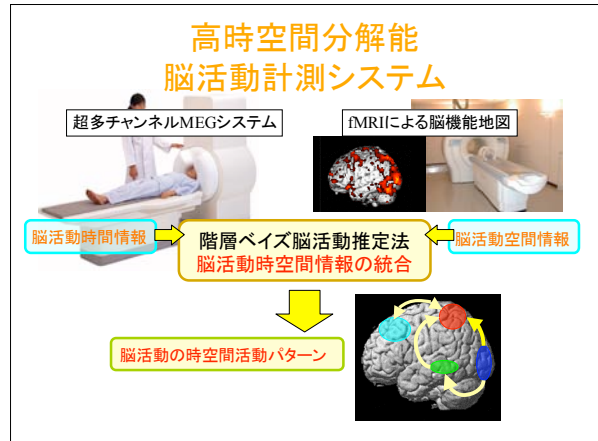 高時空間分解能
脳活動計測システム
超多チャンネルMEGシステム
fMRIによる脳機能地図
脳活動時間情報
階層ベイズ脳活動推定法
脳活動時空間情報の統合
脳活動空間情報
脳活動の時空間活動パターン